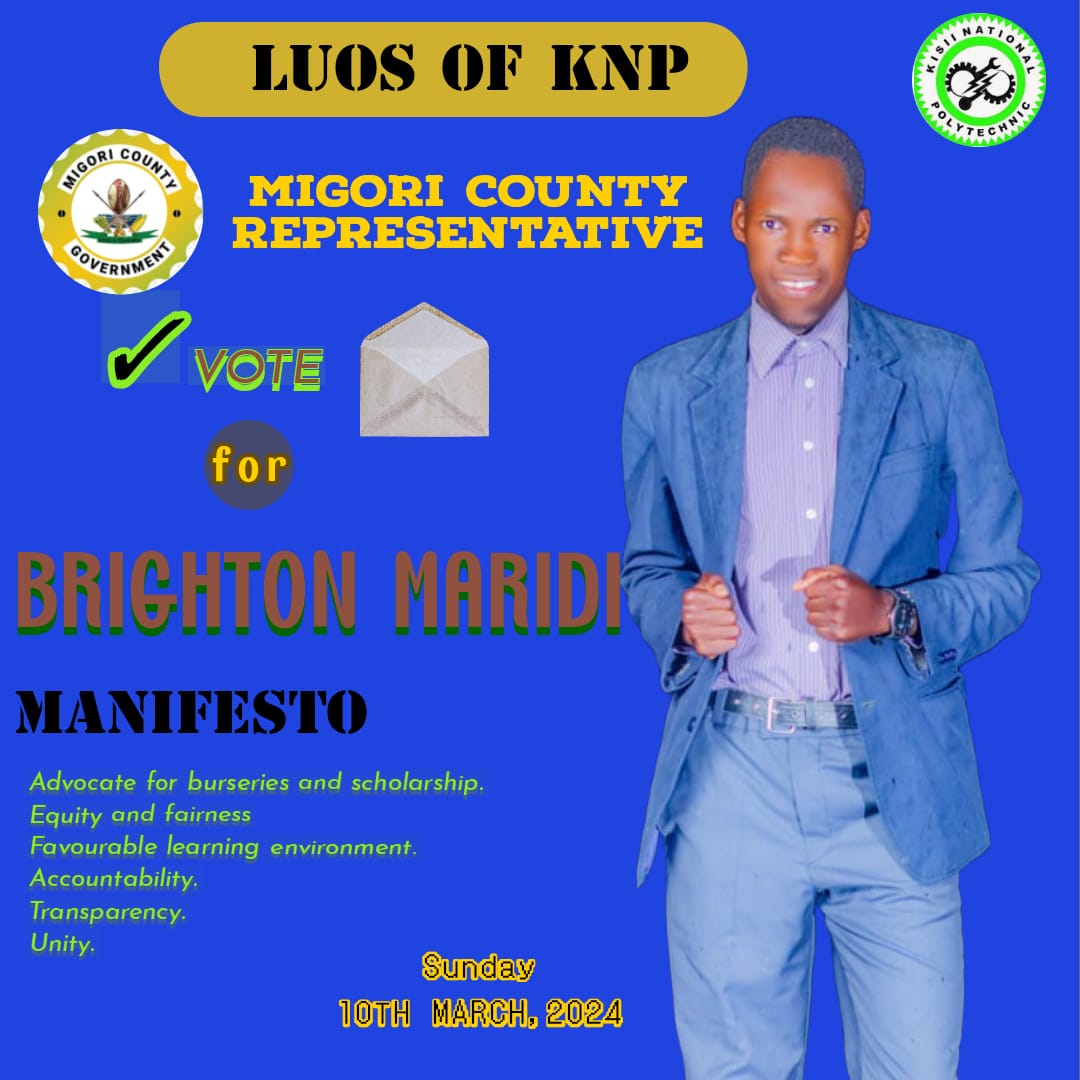 LUOS OF KNP
KISII NATIONAL
POLYTECHNIC
MIGORI COUNTY
GOVERNMENT
MIGORI COUNTY
REPRESENTATIVE
VOTE
for
BRIGHTON MARIDI
MANIFESTO
Advocate for burseries and scholarship.
Equity and fairness
Favourable learning environment.
Accountability.
Transparency.
Unity.
Sunday
10TH MARCH, 2024